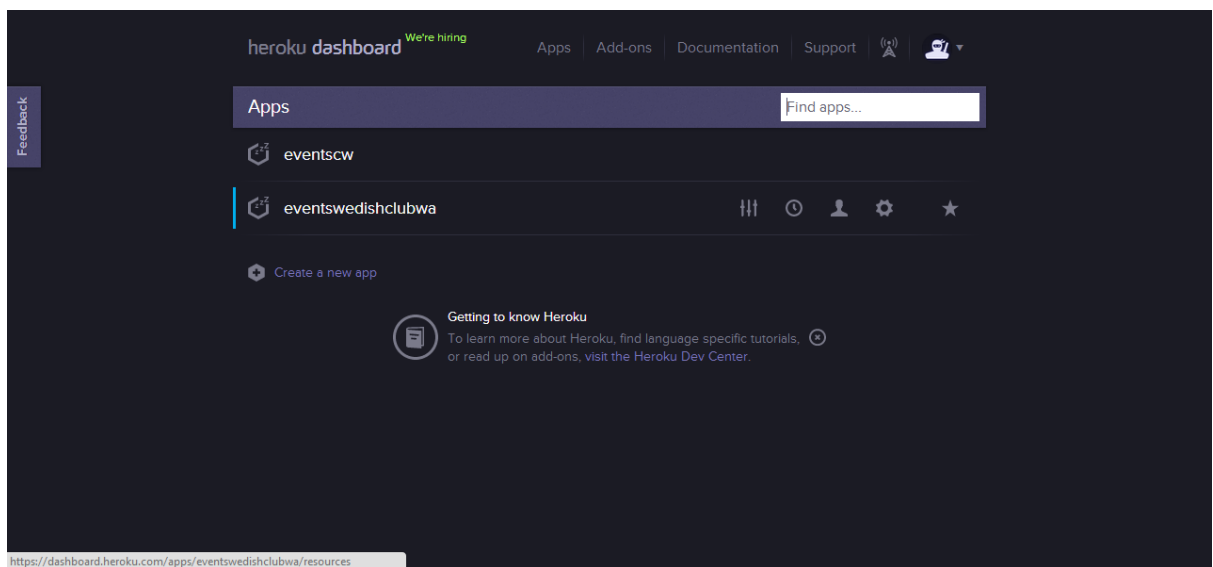 heroku dashboard We're hiring Apps Add-ons Documentation Support
Feedback
Apps Find apps...
eventscw
eventswedishclubwa
Create a new app
Getting to know Heroku
To learn more about Heroku, find language specific tutorials,
or read up on add-ons, visit the Heroku Dev Center.
https://dashboard.heroku.com/apps/eventswedishclubwa/resources